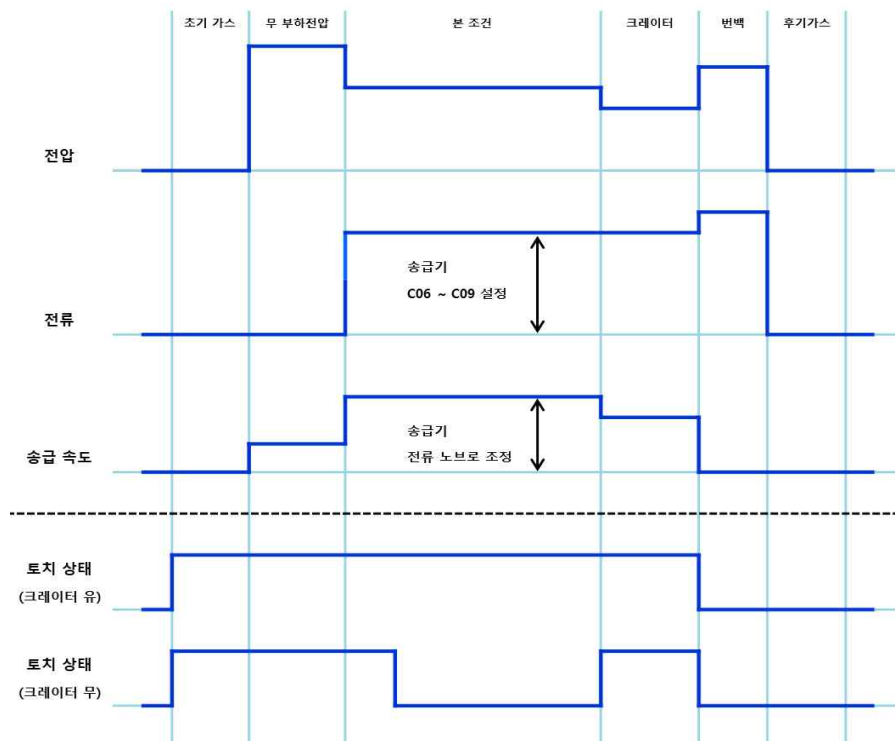 초기 가스
무 부하전압
본 조건
크레이터
번백
후기가스
전압
송급기
C06 ~ C09 설정
전류
송급기
전류 노브로 조정
송급 속도
토치 상태
(크레이터 유)
토치 상태
(크레이터 무)